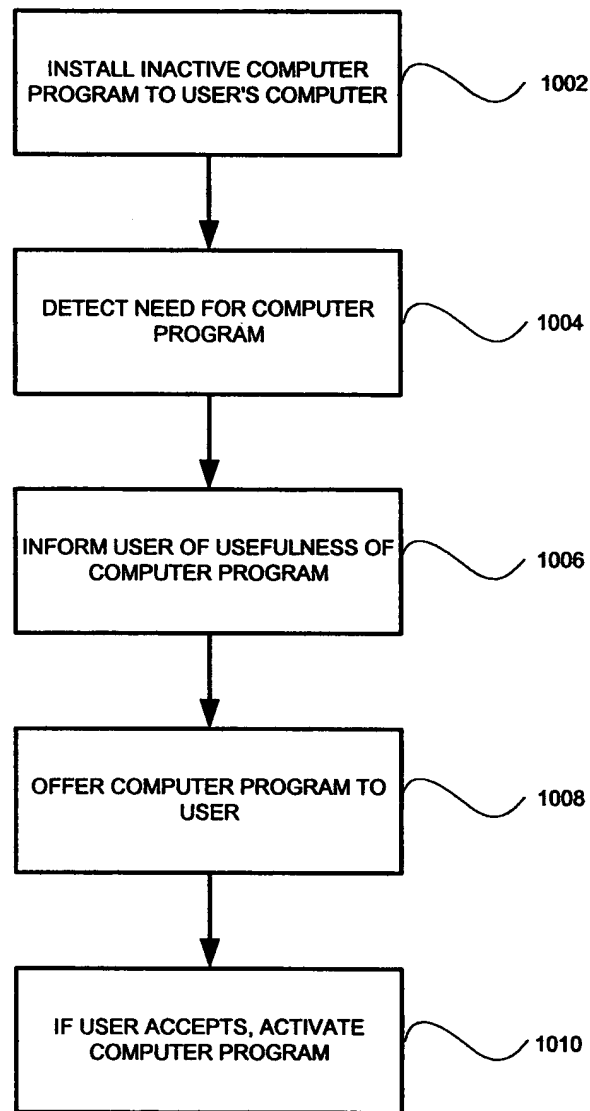 INSTALL INACTIVE COMPUTER
PROGRAM TO USER'S COMPUTER
1002
DETECT NEED FOR COMPUTER
PROGRAM
1004
INFORM USER OF USEFULNESS OF
COMPUTER PROGRAM
1006
OFFER COMPUTER PROGRAM TO
USER
1008
IF USER ACCEPTS, ACTIVATE
COMPUTER PROGRAM
1010